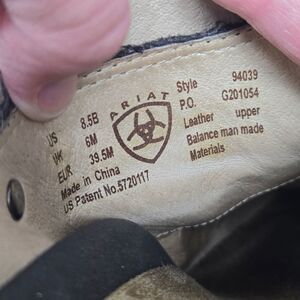 US 8.5B
UK 6M
EUR 39.5M
Made in China
US Patent No.5720117
ARIAT
Style 94039
P.O. G201054
Leather upper
Balance man made
Materials